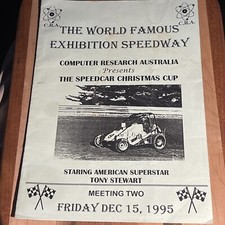 C.R.A. C.R.A.
THE WORLD FAMOUS
EXHIBITION SPEEDWAY
COMPUTER RESEARCH AUSTRALIA
Presents
THE SPEEDCAR CHRISTMAS CUP
STARING AMERICAN SUPERSTAR
TONY STEWART
MEETING TWO
FRIDAY DEC 15, 1995